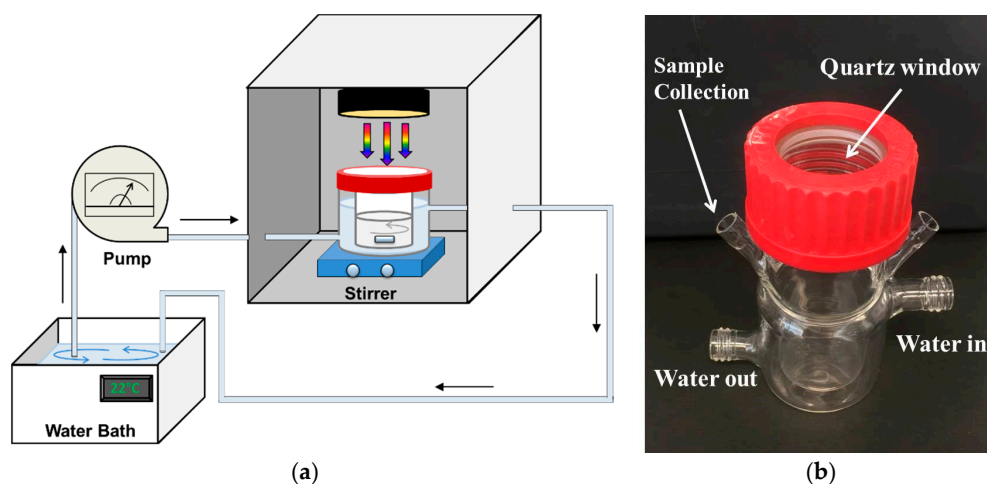 Sample
Collection
Quartz window
Pump
Stirrer
22°C
Water Bath
Water in
Water out
(a)
(b)